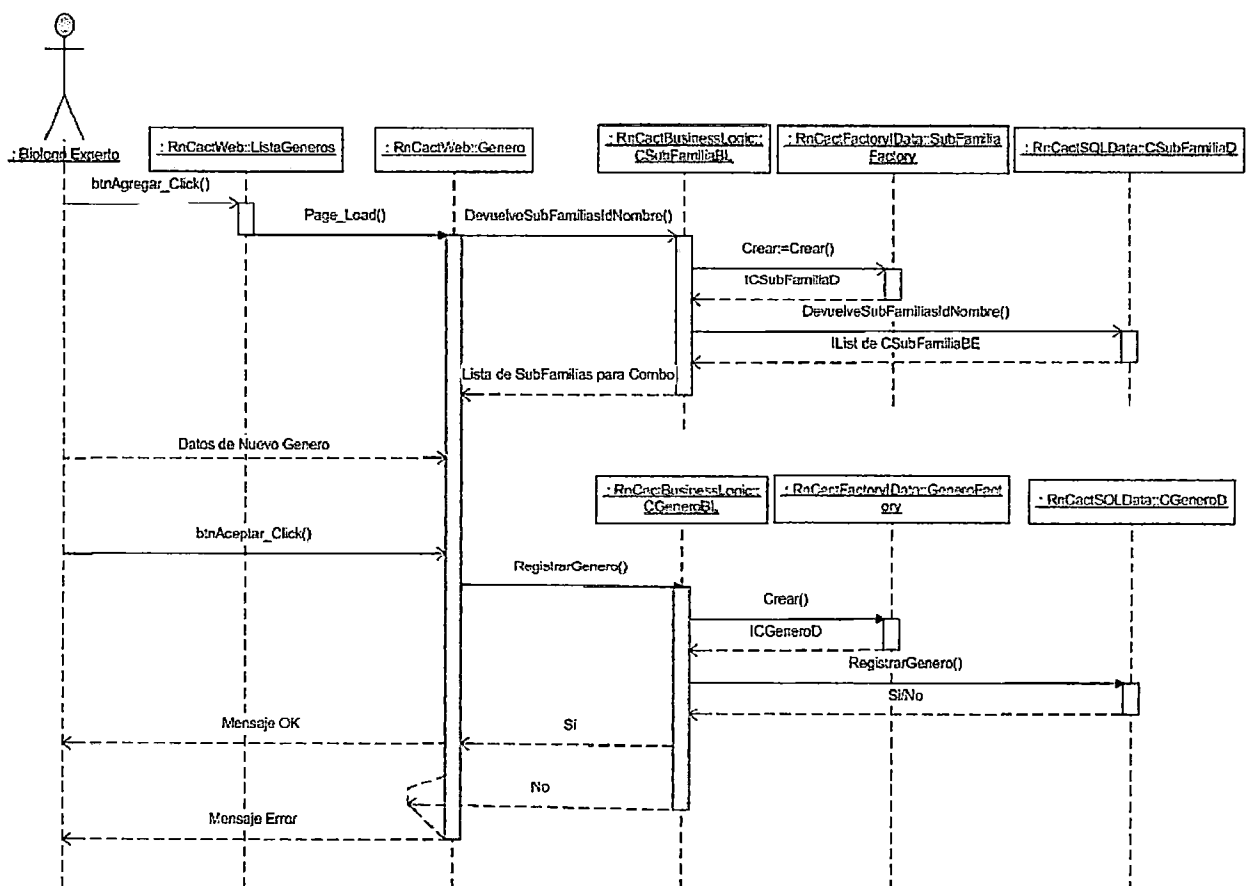 : RnCactBusinessLogic::
CSubFamiliaBL
: RnCactFactoryIData::SubFamilia
Factory
: RnCactWeb::ListaGeneros
: RnCactWeb::Genero
: RnCactSQLData::CSubFamiliaD
: Biologo Experto
btnAgregar_Click()
Page_Load()
DevuelveSubFamiliasIdNombre()
Crear:=Crear()
ICSubFamiliaD
DevuelveSubFamiliasIdNombre()
IList de CSubFamiliaBE
Lista de SubFamilias para Combo
Datos de Nuevo Genero
: RnCactBusinessLogic::
CGeneroBL
: RnCactFactoryIData::GeneroFact
ory
: RnCactSQLData::CGeneroD
btnAceptar_Click()
RegistrarGenero()
Crear()
ICGeneroD
RegistrarGenero()
Si/No
Mensaje OK
Si
No
Mensaje Error